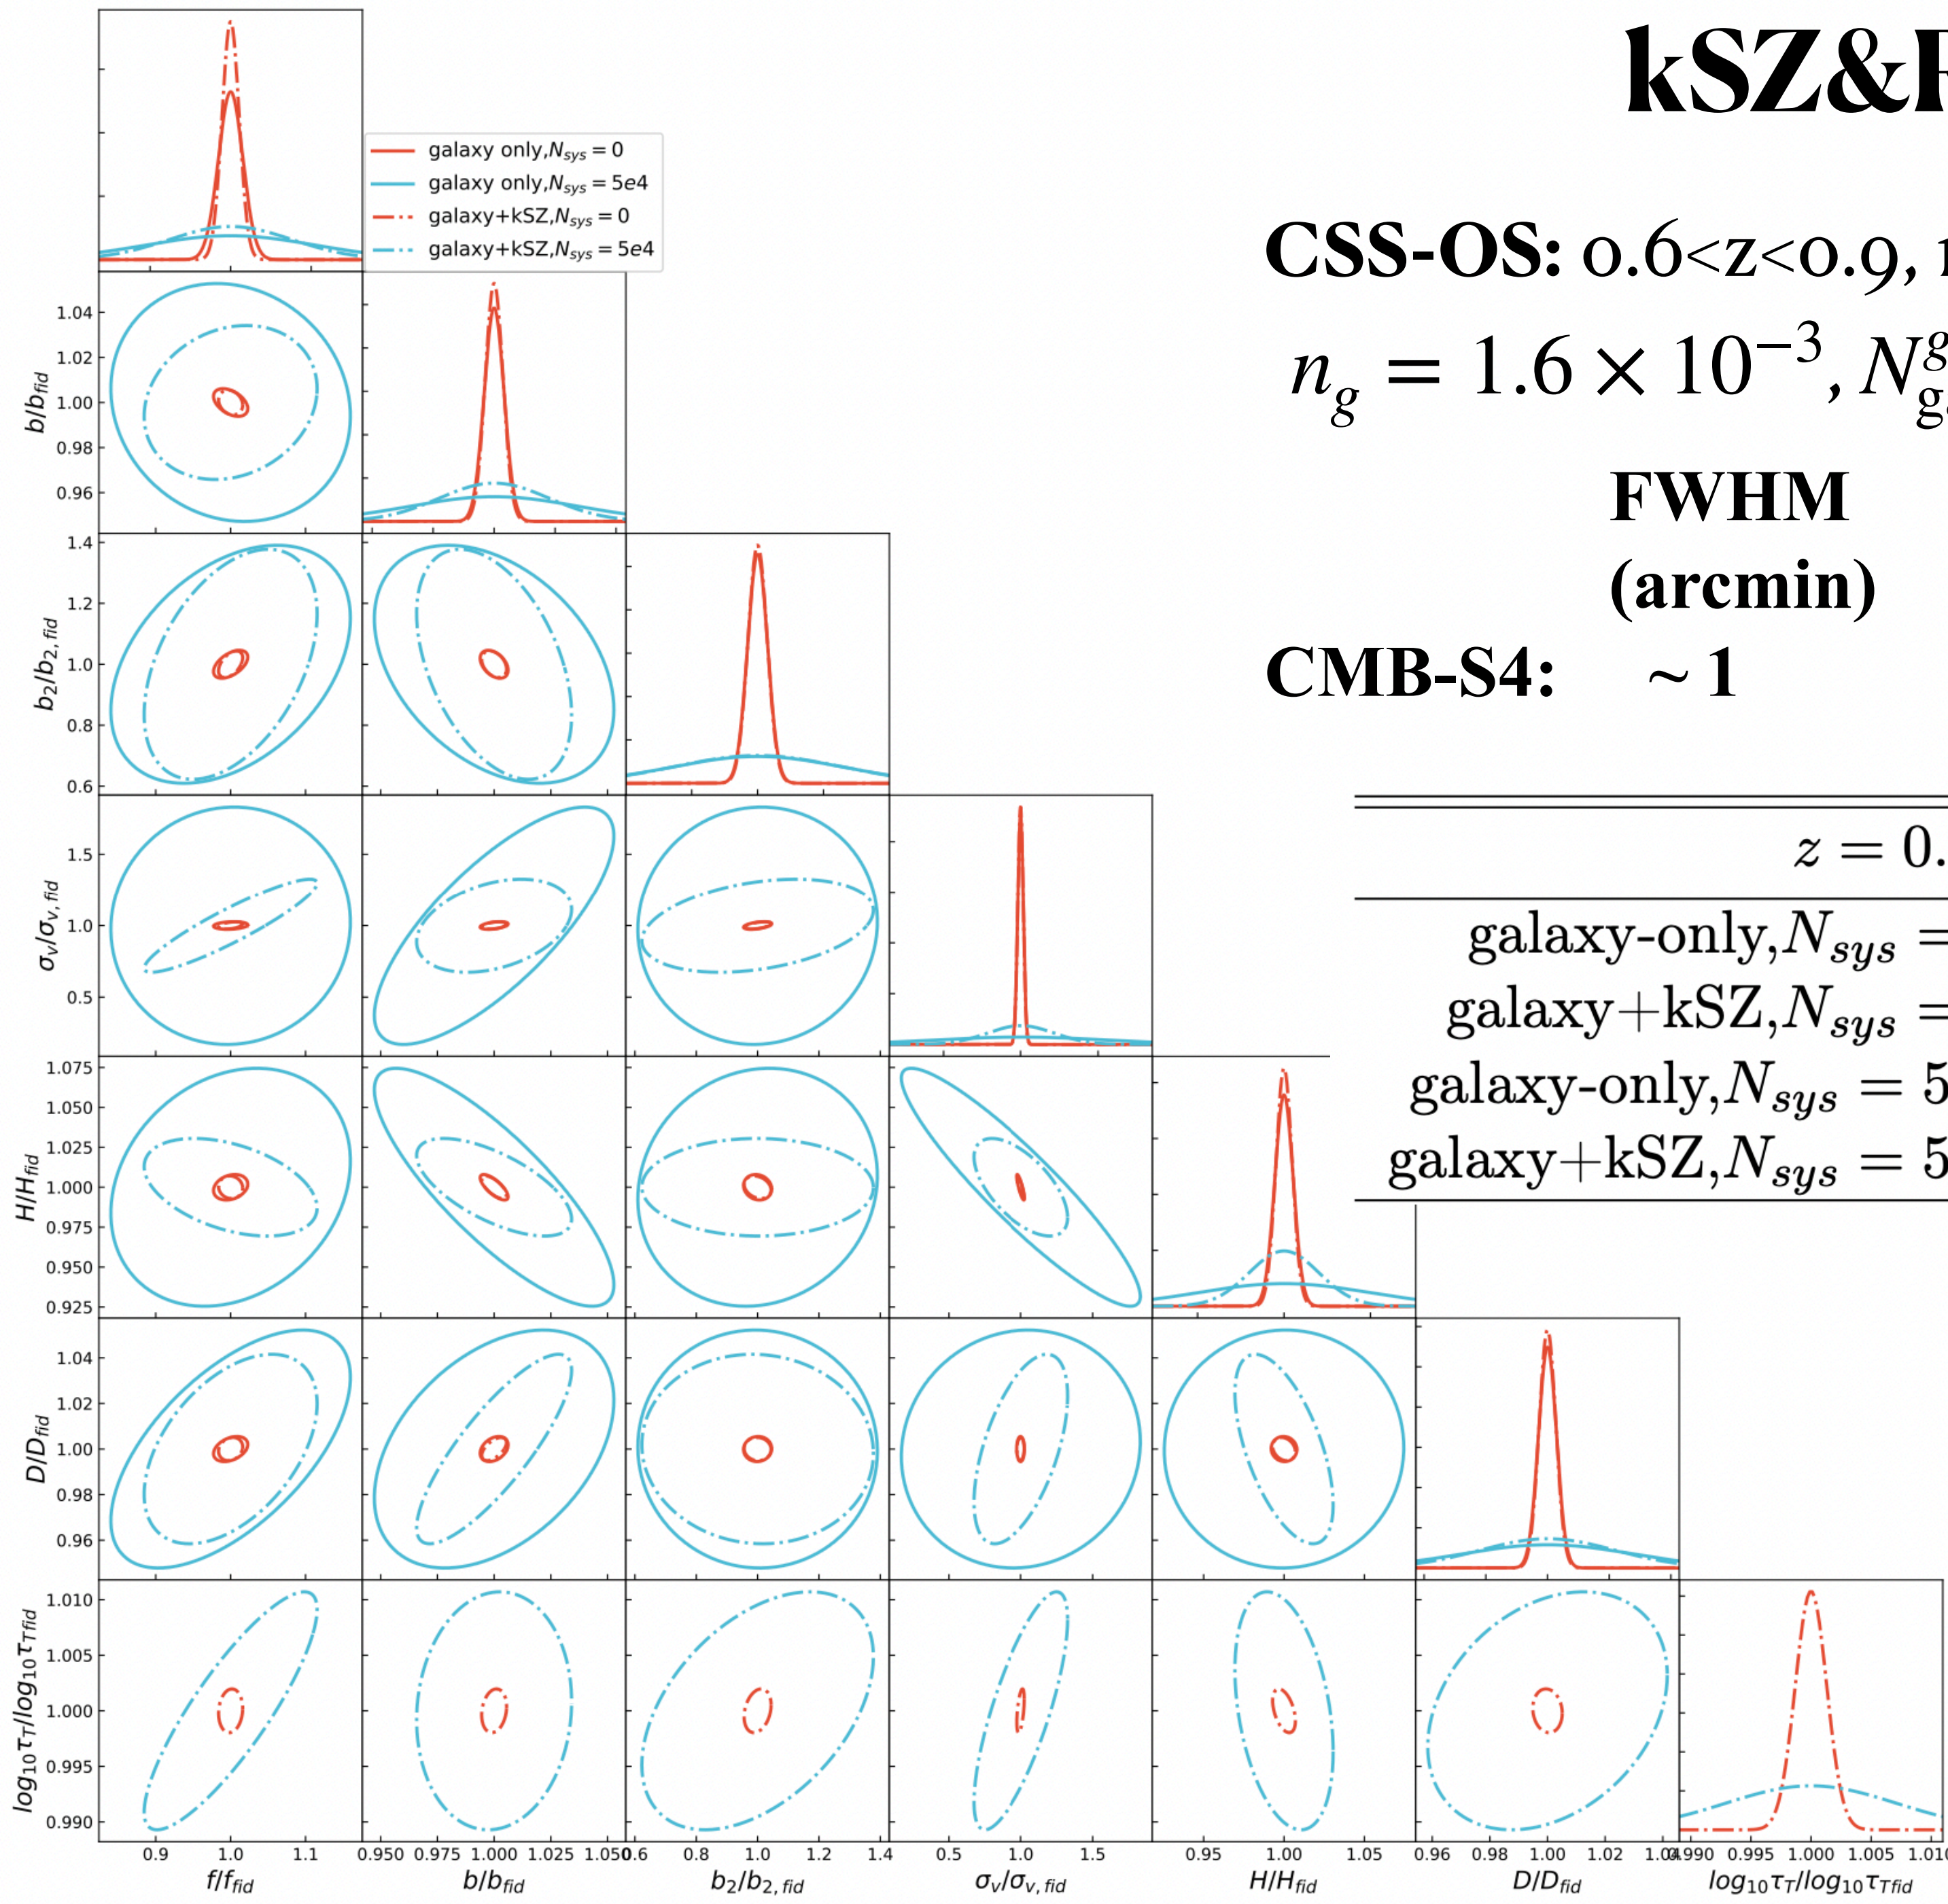 kSZ&
galaxy only,N_sys = 0
galaxy only,N_sys = 5e4
galaxy+kSZ,N_sys = 0
galaxy+kSZ,N_sys = 5e4
CSS-OS: 0.6<z<0.9,
n_g = 1.6 × 10^−3, N
FWHM
(arcmin)
CMB-S4: ~ 1
z = 0.
galaxy-only,N_sys =
galaxy+kSZ,N_sys =
galaxy-only,N_sys = 5
galaxy+kSZ,N_sys = 5
b/b_fid
1.04
1.02
1.00
0.98
0.96
b_2/b_2,fid
1.4
1.2
1.0
0.8
0.6
σ_v/σ_v,fid
1.5
1.0
0.5
H/H_fid
1.075
1.050
1.025
1.000
0.975
0.950
0.925
D/D_fid
1.04
1.02
1.00
0.98
0.96
log_10τ_T/log_10τ_Tfid
1.010
1.005
1.000
0.995
0.990
0.9 1.0 1.1 0.950 0.975 1.000 1.025 1.050 0.6 0.8 1.0 1.2 1.4 0.5 1.0 1.5 0.95 1.00 1.05 0.96 0.98 1.00 1.02 1.04 0.990 0.995 1.000 1.005 1.010
f/f_fid b/b_fid b_2/b_2,fid σ_v/σ_v,fid H/H_fid D/D_fid log_10τ_T/log_10τ_Tfid